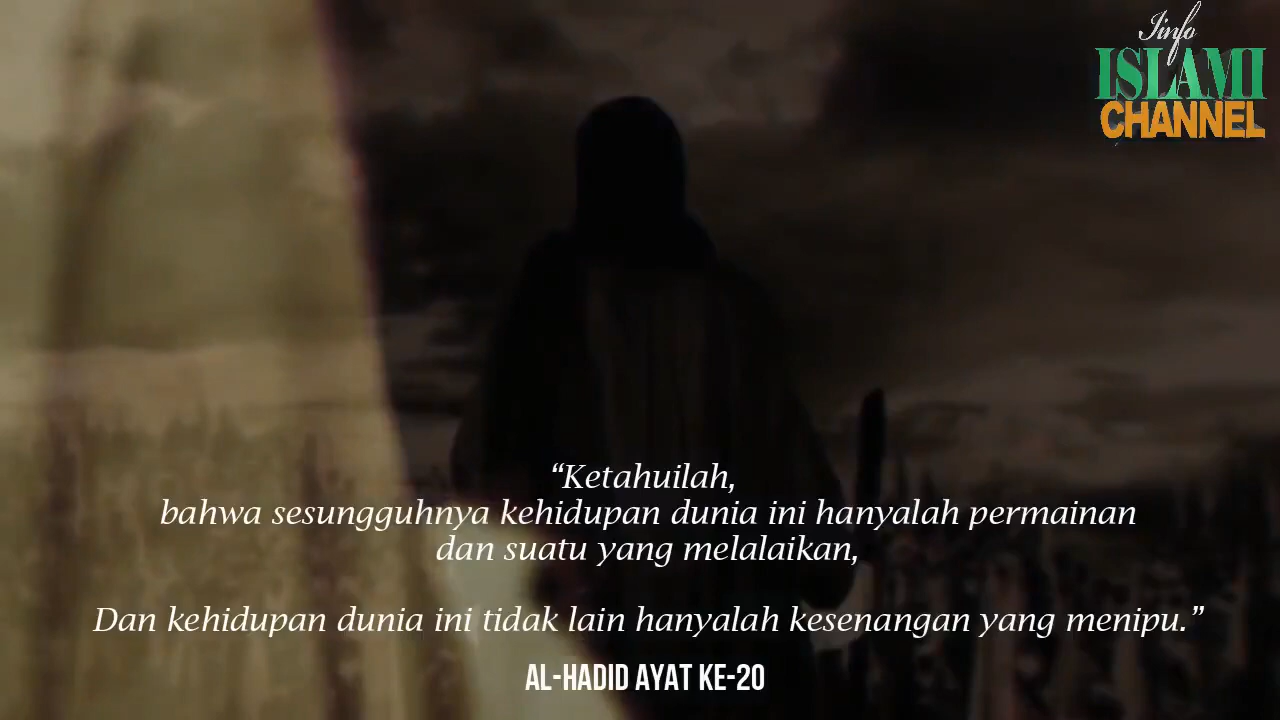 Iinfo
ISLAMI
CHANNEL
“Ketahuilah,
bahwa sesungguhnya kehidupan dunia ini hanyalah permainan
dan suatu yang melalaikan,
Dan kehidupan dunia ini tidak lain hanyalah kesenangan yang menipu.”
AL-HADID AYAT KE-20